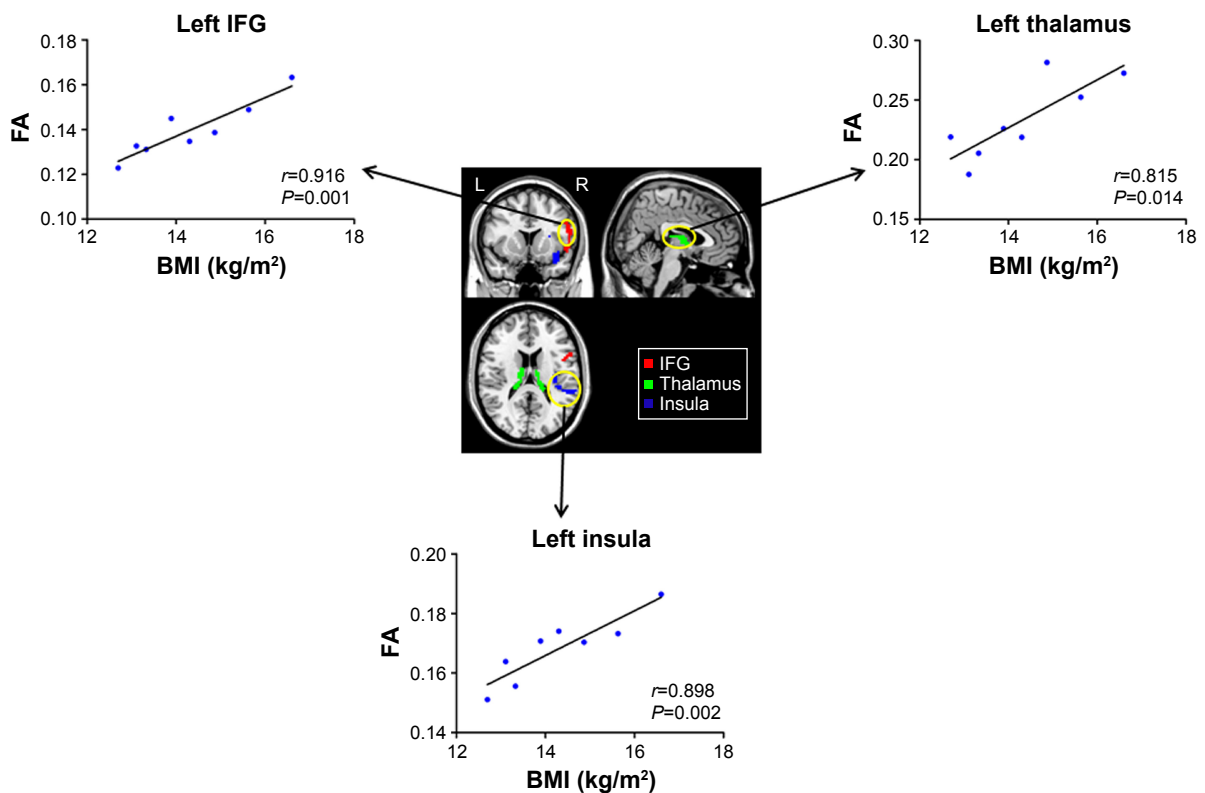 Left IFG
0.18
0.16
0.14
0.12
0.10
FA
r=0.916
P=0.001
12 14 16 18
BMI (kg/m²)
Left thalamus
0.30
0.25
0.20
0.15
FA
r=0.815
P=0.014
12 14 16 18
BMI (kg/m²)
L R
IFG
Thalamus
Insula
Left insula
0.20
0.18
0.16
0.14
FA
r=0.898
P=0.002
12 14 16 18
BMI (kg/m²)